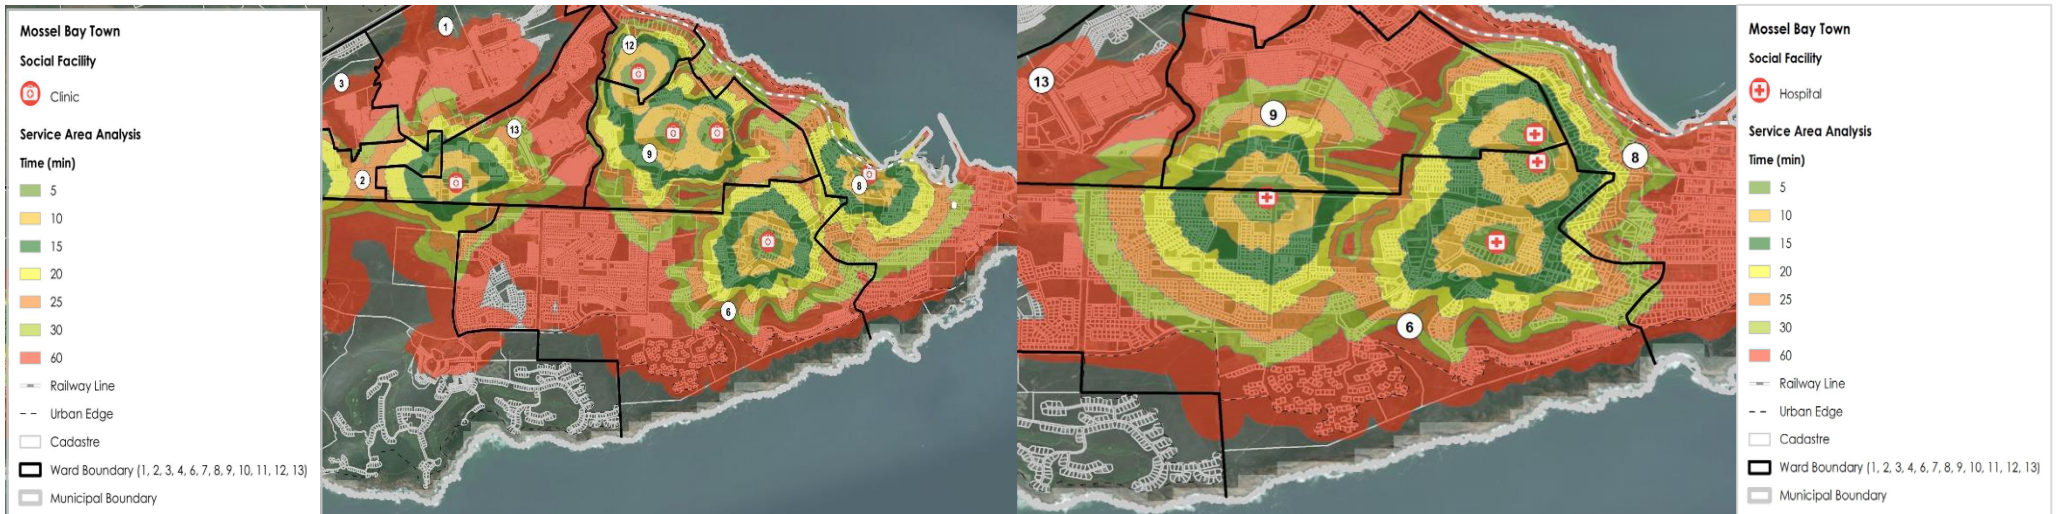 Mossel Bay Town
Social Facility
Clinic
Service Area Analysis
Time (min)
5
10
15
20
25
30
60
Railway Line
Urban Edge
Cadastre
Ward Boundary (1, 2, 3, 4, 6, 7, 8, 9, 10, 11, 12, 13)
Municipal Boundary
1
12
3
13
9
2
8
6
13
9
8
6
Mossel Bay Town
Social Facility
Hospital
Service Area Analysis
Time (min)
5
10
15
20
25
30
60
Railway Line
Urban Edge
Cadastre
Ward Boundary (1, 2, 3, 4, 6, 7, 8, 9, 10, 11, 12, 13)
Municipal Boundary